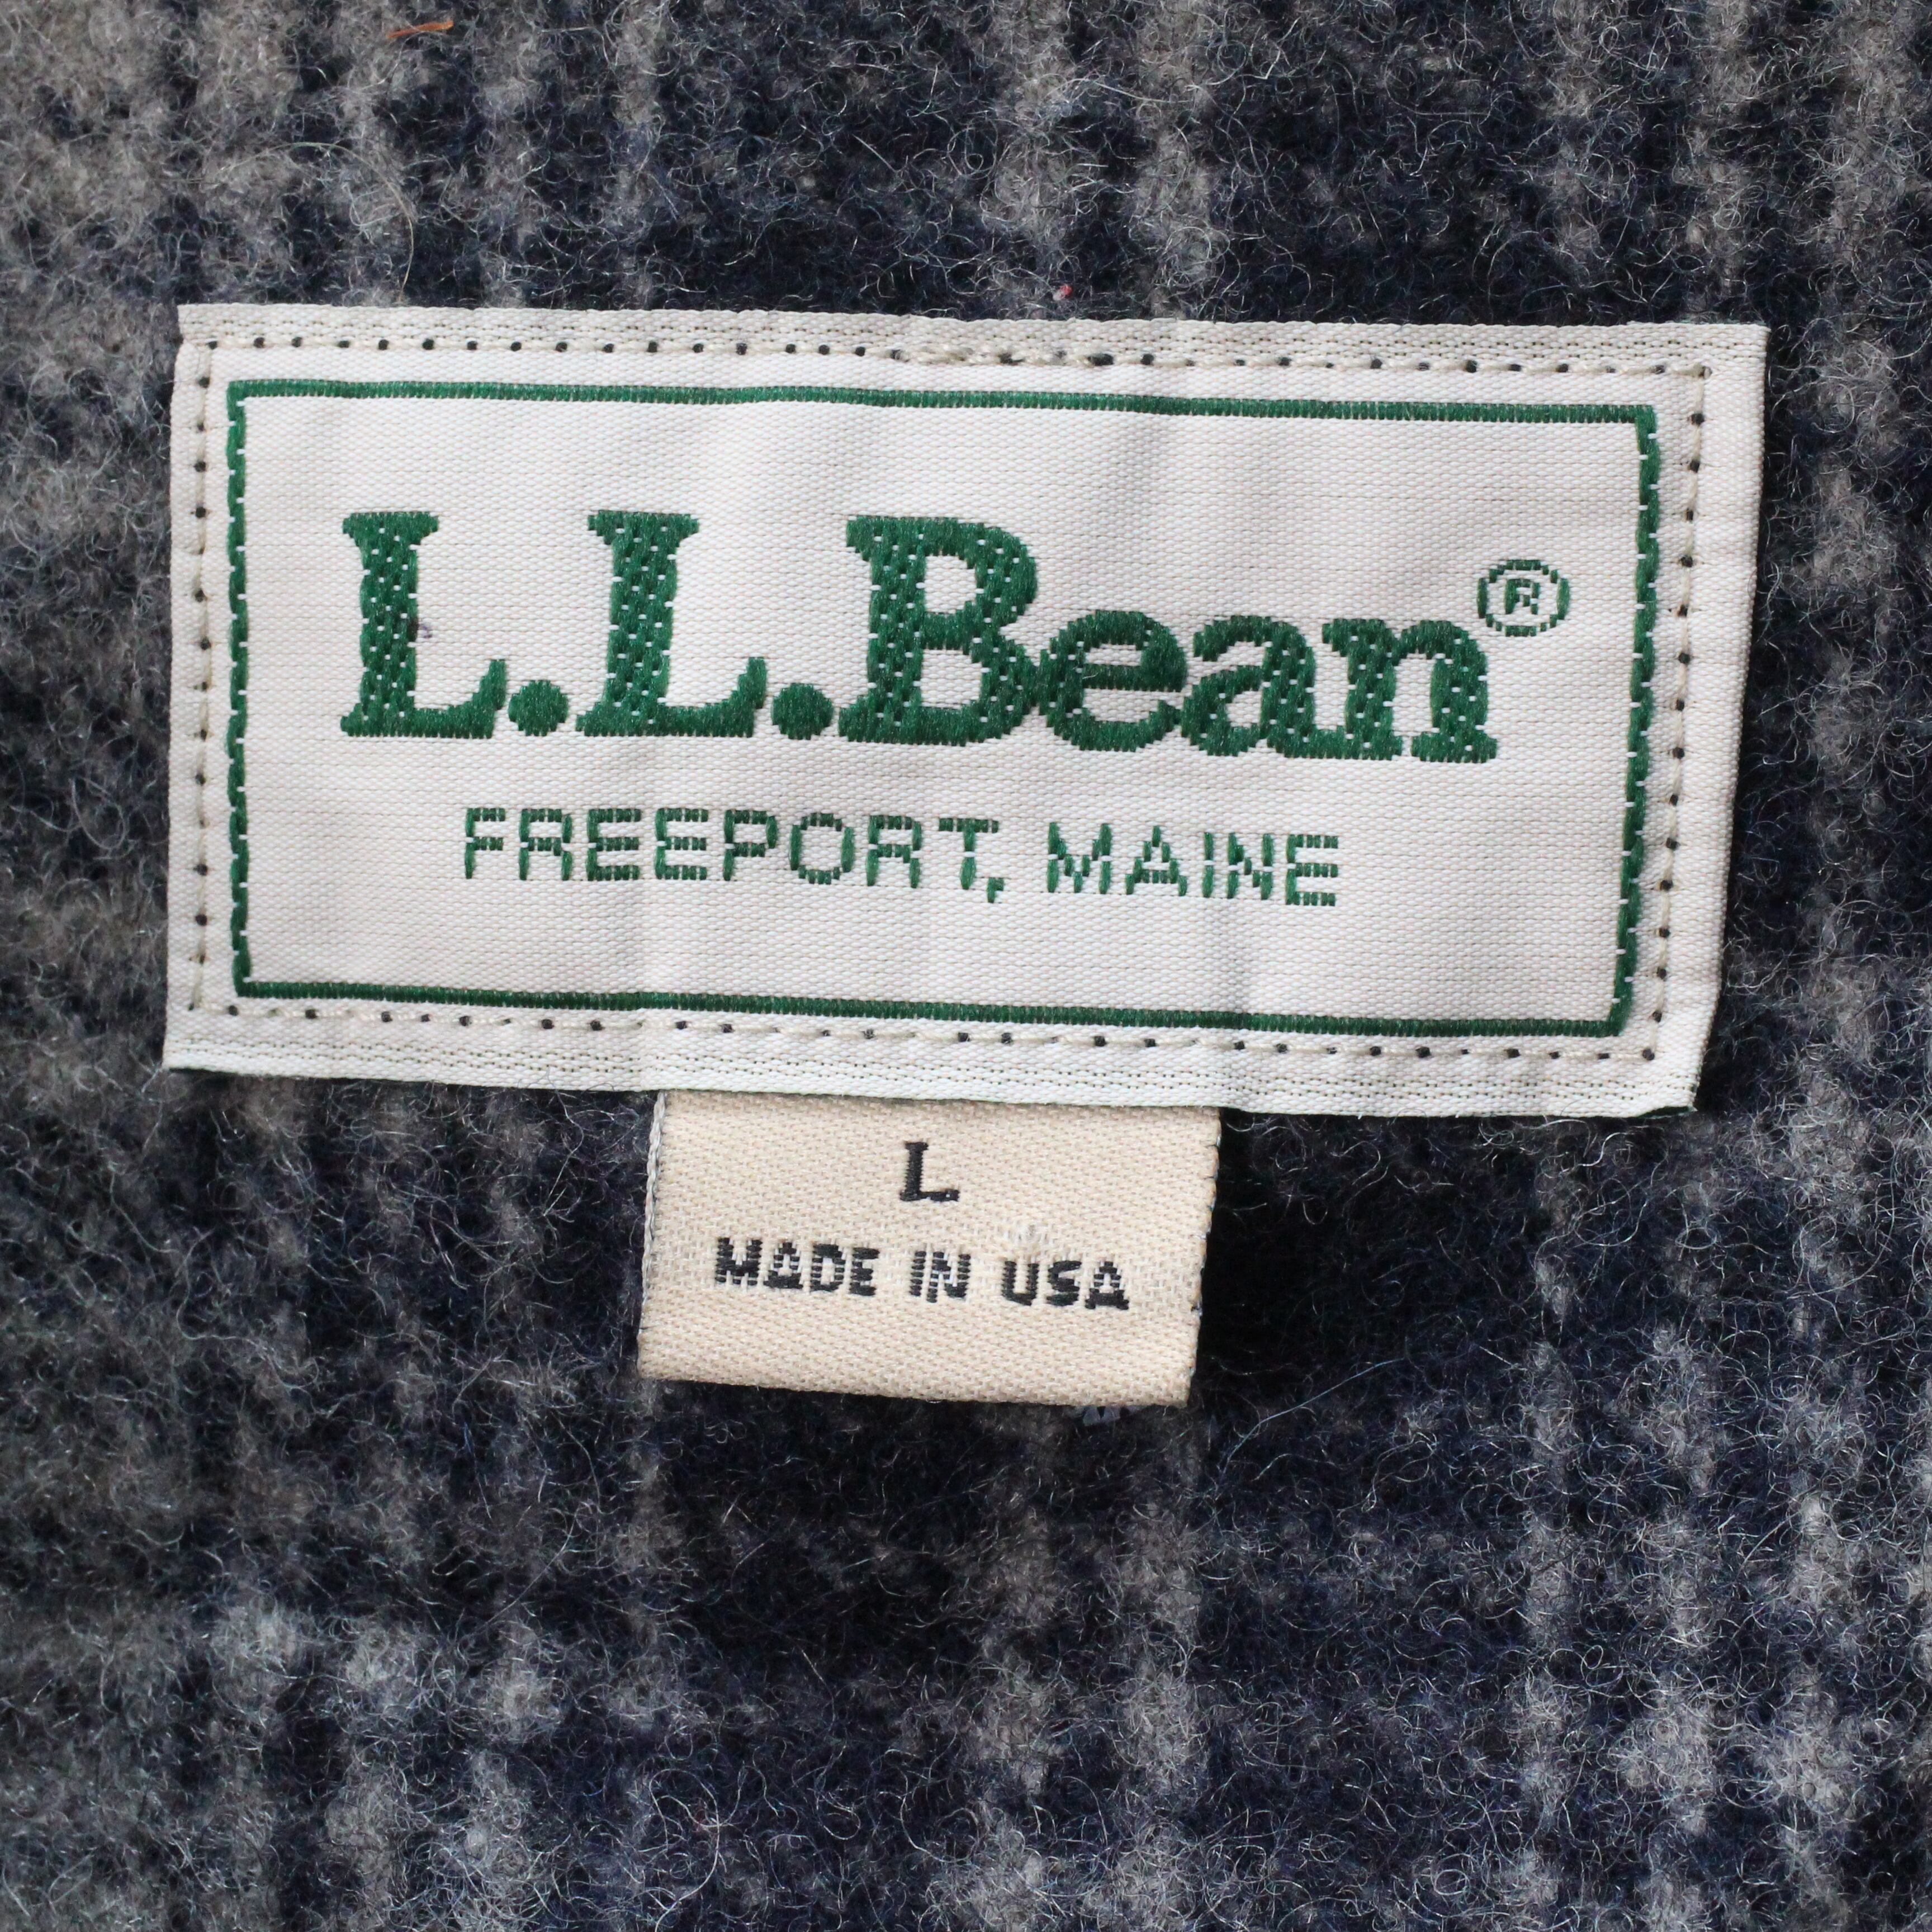 L.L.Bean®
FREEPORT, MAINE
L
MADE IN USA